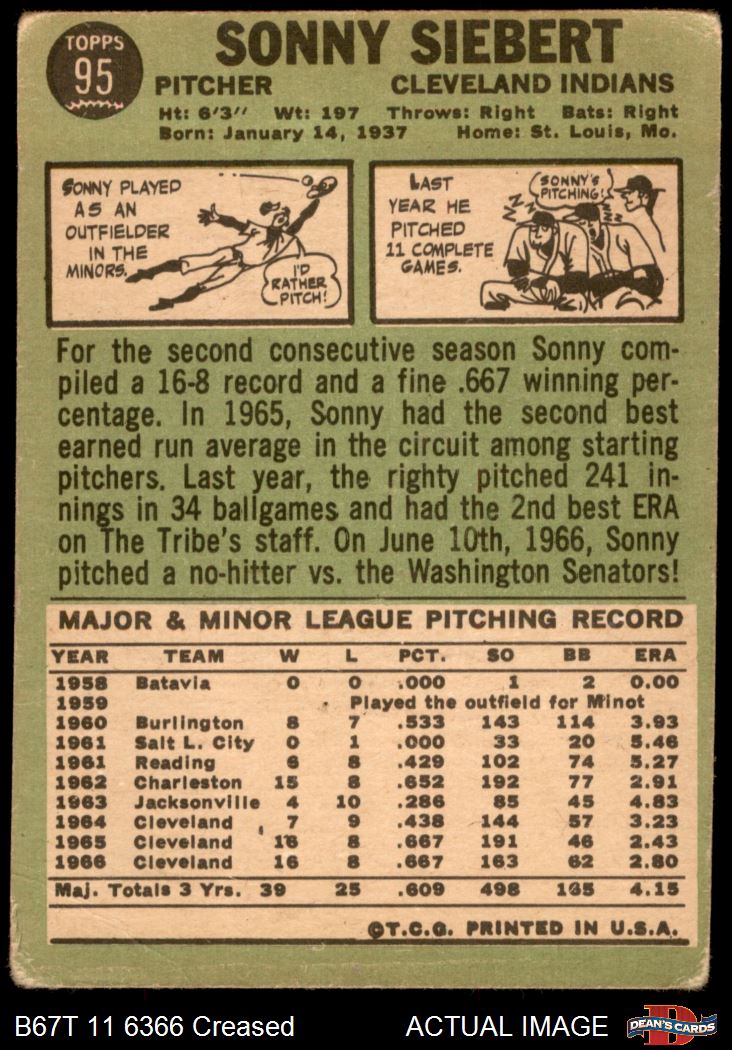 TOPPS
95
SONNY SIEBERT
PITCHER CLEVELAND INDIANS
Ht: 6'3" Wt: 197 Throws: Right Bats: Right
Born: January 14, 1937 Home: St. Louis, Mo.
SONNY PLAYED
AS AN
OUTFIELDER
IN THE
MINORS.
I'D
RATHER
PITCH!
LAST
YEAR HE
PITCHED
11 COMPLETE
GAMES.
SONNY'S
PITCHING!
For the second consecutive season Sonny com-
piled a 16-8 record and a fine .667 winning per-
centage. In 1965, Sonny had the second best
earned run average in the circuit among starting
pitchers. Last year, the righty pitched 241 in-
nings in 34 ballgames and had the 2nd best ERA
on The Tribe's staff. On June 10th, 1966, Sonny
pitched a no-hitter vs. the Washington Senators!
MAJOR & MINOR LEAGUE PITCHING RECORD
YEAR TEAM W L PCT. SO BB ERA
1958 Batavia 0 0 .000 1 2 0.00
1959 Played the outfield for Minot
1960 Burlington 8 7 .533 143 114 3.93
1961 Salt L. City 0 1 .000 33 20 5.46
1961 Reading 6 8 .429 102 74 5.27
1962 Charleston 15 8 .652 192 77 2.91
1963 Jacksonville 4 10 .286 85 45 4.83
1964 Cleveland 7 9 .438 144 57 3.23
1965 Cleveland 16 8 .667 191 46 2.43
1966 Cleveland 16 8 .667 163 62 2.80
Maj. Totals 3 Yrs. 39 25 .609 498 165 4.15
©T.C.G. PRINTED IN U.S.A.
B67T 11 6366 Creased ACTUAL IMAGE
D
DEAN'S CARDS